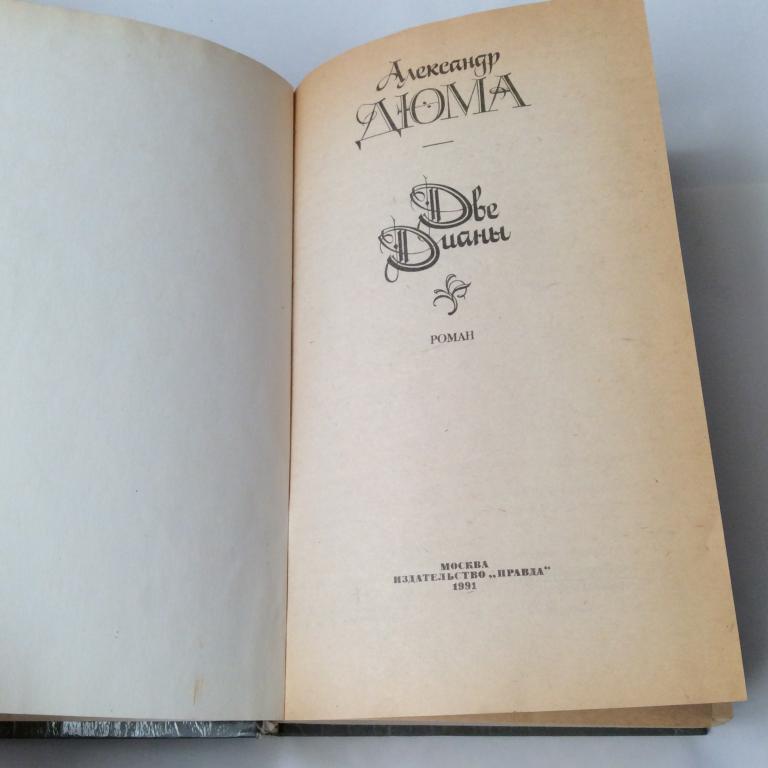 Александр
ДЮМА
Две
Дианы
РОМАН
МОСКВА
ИЗДАТЕЛЬСТВО „ПРАВДА“
1991